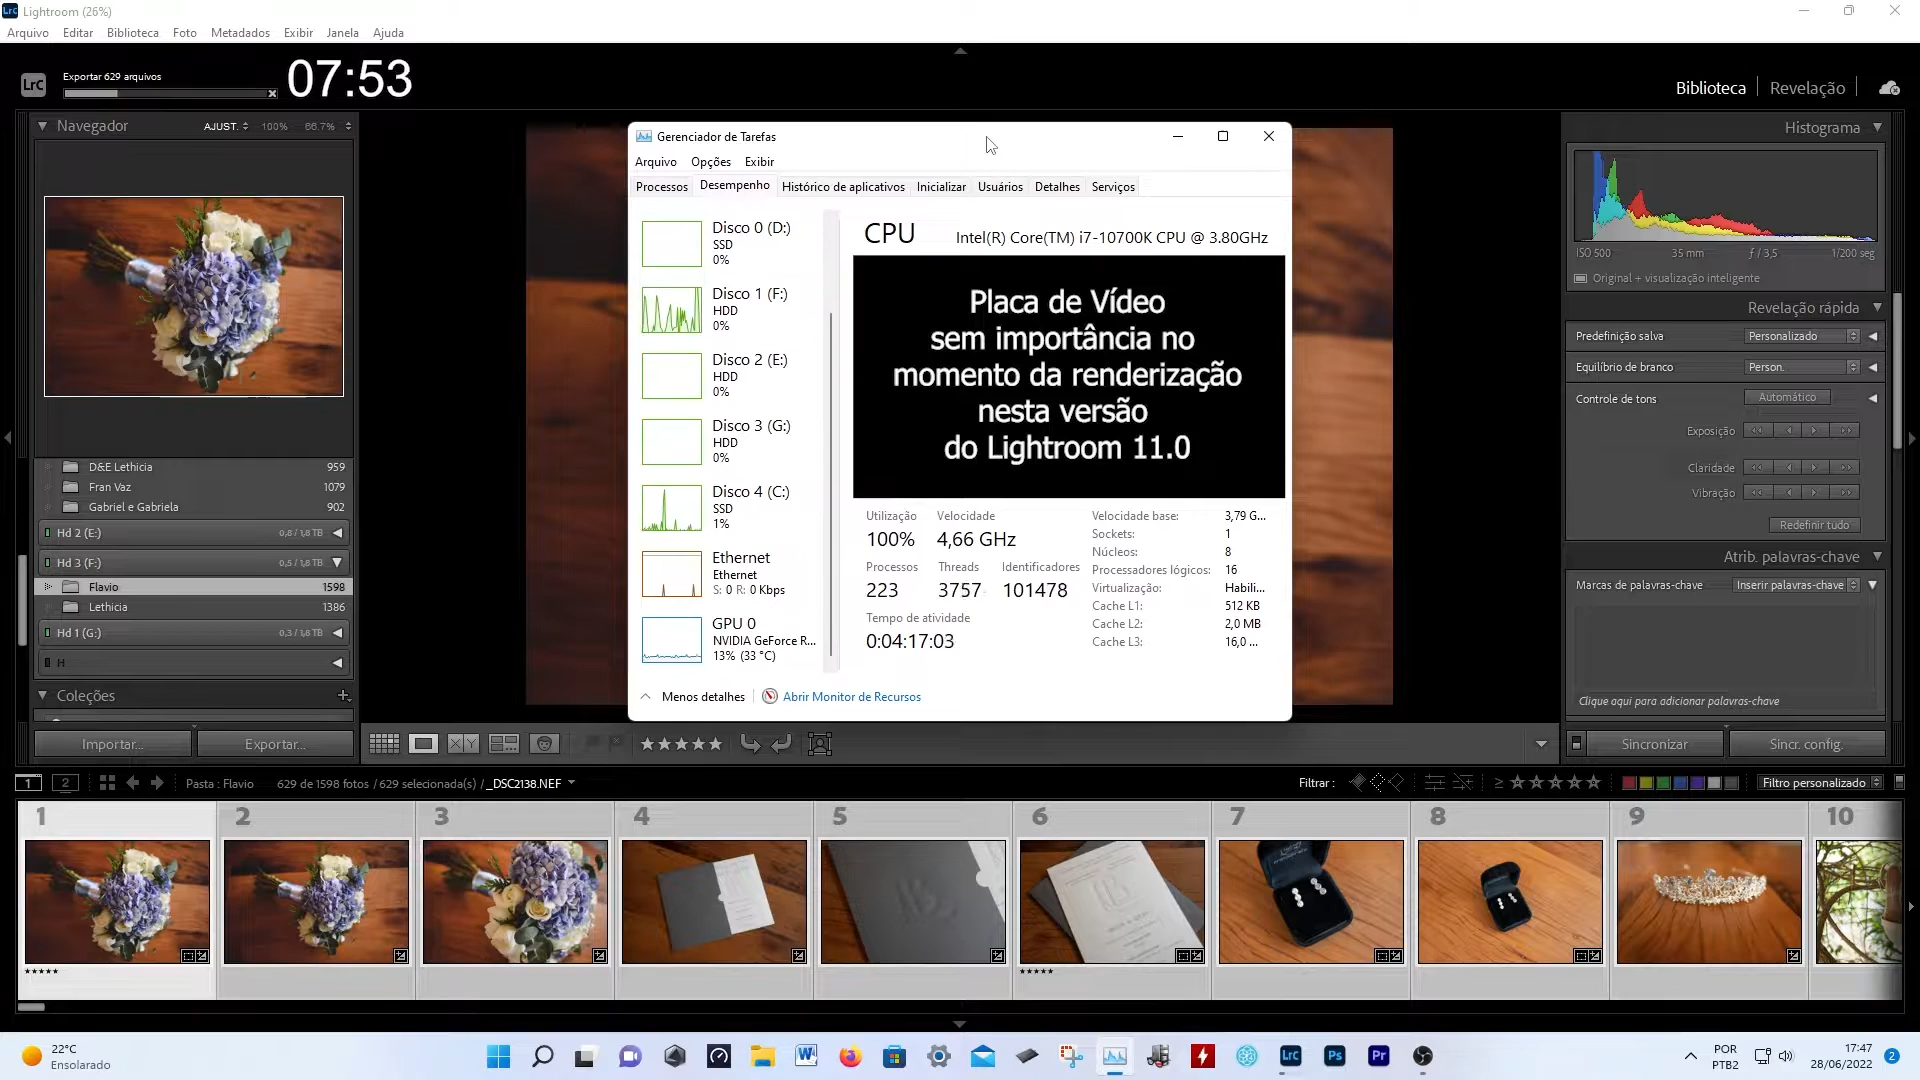 Lightroom (26%)
Arquivo Editar Biblioteca Foto Metadados Exibir Janela Ajuda
LrC
Exportar 629 arquivos
07:53
Biblioteca Revelação
Navegador AJUST. 100% 66.7%
D&E Lethicia 959
Fran Vaz 1079
Gabriel e Gabriela 902
Hd 2 (E:) 0,8 / 1,8 TB
Hd 3 (F:) 0,5 / 1,8 TB
Flavio 1598
Lethicia 1386
Hd 1 (G:) 0,3 / 1,8 TB
H
Coleções
Importar... Exportar...
Gerenciador de Tarefas
Arquivo Opções Exibir
Processos Desempenho Histórico de aplicativos Inicializar Usuários Detalhes Serviços
Disco 0 (D:)
SSD
0%
Disco 1 (F:)
HDD
0%
Disco 2 (E:)
HDD
0%
Disco 3 (G:)
HDD
0%
Disco 4 (C:)
SSD
1%
Ethernet
Ethernet
S: 0 R: 0 Kbps
GPU 0
NVIDIA GeForce R...
13% (33 °C)
CPU Intel(R) Core(TM) i7-10700K CPU @ 3.80GHz
Placa de Vídeo
sem importância no
momento da renderização
nesta versão
do Lightroom 11.0
Utilização Velocidade
100% 4,66 GHz
Processos Threads Identificadores
223 3757 101478
Tempo de atividade
0:04:17:03
Velocidade base: 3,79 G...
Sockets: 1
Núcleos: 8
Processadores lógicos: 16
Virtualização: Habili...
Cache L1: 512 KB
Cache L2: 2,0 MB
Cache L3: 16,0 ...
Menos detalhes Abrir Monitor de Recursos
Histograma
ISO 500 35 mm ƒ / 3,5 1/200 seg
Original + visualização inteligente
Revelação rápida
Predefinição salva Personalizado
Equilíbrio de branco Person.
Controle de tons Automático
Exposição
Claridade
Vibração
Redefinir tudo
Atrib. palavras-chave
Marcas de palavras-chave Inserir palavras-chave
Clique aqui para adicionar palavras-chave
Sincronizar Sincr. config.
XY
1 2 Pasta : Flavio 629 de 1598 fotos / 629 selecionada(s) / _DSC2138.NEF Filtrar : ≥ Filtro personalizado
1 2 3 4 5 6 7 8 9 10
22°C
Ensolarado
W LrC Ps Pr
POR
PTB2
17:47
28/06/2022
2